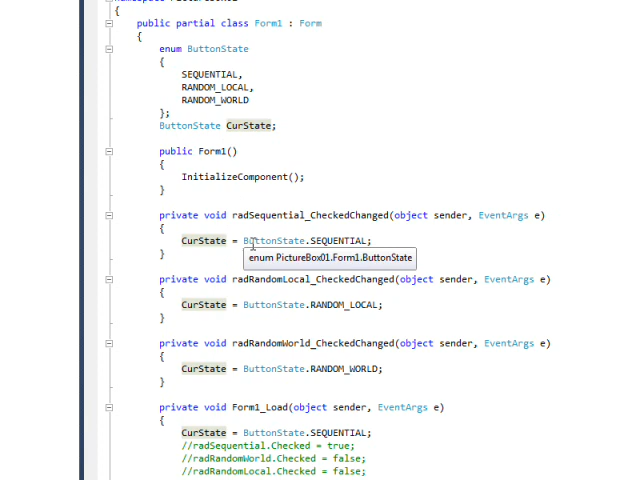 {
public partial class Form1 : Form
{
enum ButtonState
{
SEQUENTIAL,
RANDOM_LOCAL,
RANDOM_WORLD
};
ButtonState CurState;
public Form1()
{
InitializeComponent();
}
private void radSequential_CheckedChanged(object sender, EventArgs e)
{
CurState = ButtonState.SEQUENTIAL;
enum PictureBox01.Form1.ButtonState
}
private void radRandomLocal_CheckedChanged(object sender, EventArgs e)
{
CurState = ButtonState.RANDOM_LOCAL;
}
private void radRandomWorld_CheckedChanged(object sender, EventArgs e)
{
CurState = ButtonState.RANDOM_WORLD;
}
private void Form1_Load(object sender, EventArgs e)
{
CurState = ButtonState.SEQUENTIAL;
//radSequential.Checked = true;
//radRandomWorld.Checked = false;
//radRandomLocal.Checked = false;